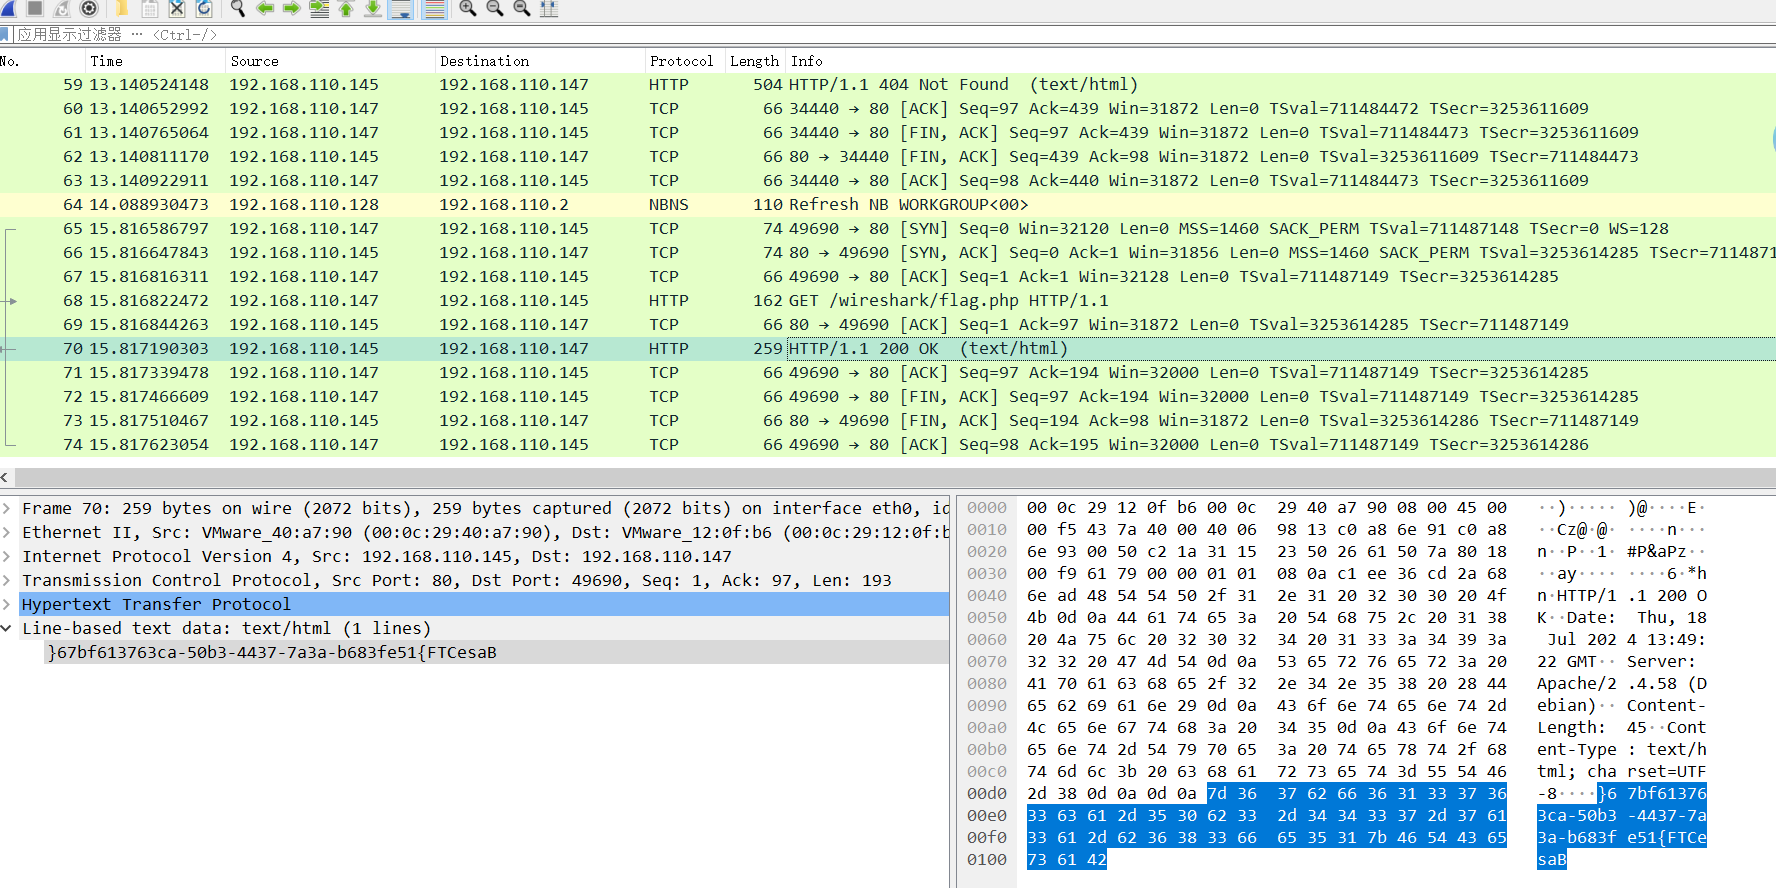 应用显示过滤器 … <Ctrl-/>
No. Time Source Destination Protocol Length Info
59 13.140524148 192.168.110.145 192.168.110.147 HTTP 504 HTTP/1.1 404 Not Found (text/html)
60 13.140652992 192.168.110.147 192.168.110.145 TCP 66 34440 → 80 [ACK] Seq=97 Ack=439 Win=31872 Len=0 TSval=711484472 TSecr=3253611609
61 13.140765064 192.168.110.147 192.168.110.145 TCP 66 34440 → 80 [FIN, ACK] Seq=97 Ack=439 Win=31872 Len=0 TSval=711484473 TSecr=3253611609
62 13.140811170 192.168.110.145 192.168.110.147 TCP 66 80 → 34440 [FIN, ACK] Seq=439 Ack=98 Win=31872 Len=0 TSval=3253611609 TSecr=711484473
63 13.140922911 192.168.110.147 192.168.110.145 TCP 66 34440 → 80 [ACK] Seq=98 Ack=440 Win=31872 Len=0 TSval=711484473 TSecr=3253611609
64 14.088930473 192.168.110.128 192.168.110.2 NBNS 110 Refresh NB WORKGROUP<00>
65 15.816586797 192.168.110.147 192.168.110.145 TCP 74 49690 → 80 [SYN] Seq=0 Win=32120 Len=0 MSS=1460 SACK_PERM TSval=711487148 TSecr=0 WS=128
66 15.816647843 192.168.110.145 192.168.110.147 TCP 74 80 → 49690 [SYN, ACK] Seq=0 Ack=1 Win=31856 Len=0 MSS=1460 SACK_PERM TSval=3253614285 TSecr=7114871
67 15.816816311 192.168.110.147 192.168.110.145 TCP 66 49690 → 80 [ACK] Seq=1 Ack=1 Win=32128 Len=0 TSval=711487149 TSecr=3253614285
68 15.816822472 192.168.110.147 192.168.110.145 HTTP 162 GET /wireshark/flag.php HTTP/1.1
69 15.816844263 192.168.110.145 192.168.110.147 TCP 66 80 → 49690 [ACK] Seq=1 Ack=97 Win=31872 Len=0 TSval=3253614285 TSecr=711487149
70 15.817190303 192.168.110.145 192.168.110.147 HTTP 259 HTTP/1.1 200 OK (text/html)
71 15.817339478 192.168.110.147 192.168.110.145 TCP 66 49690 → 80 [ACK] Seq=97 Ack=194 Win=32000 Len=0 TSval=711487149 TSecr=3253614285
72 15.817466609 192.168.110.147 192.168.110.145 TCP 66 49690 → 80 [FIN, ACK] Seq=97 Ack=194 Win=32000 Len=0 TSval=711487149 TSecr=3253614285
73 15.817510467 192.168.110.145 192.168.110.147 TCP 66 80 → 49690 [FIN, ACK] Seq=194 Ack=98 Win=31872 Len=0 TSval=3253614286 TSecr=711487149
74 15.817623054 192.168.110.147 192.168.110.145 TCP 66 49690 → 80 [ACK] Seq=98 Ack=195 Win=32000 Len=0 TSval=711487149 TSecr=3253614286
Frame 70: 259 bytes on wire (2072 bits), 259 bytes captured (2072 bits) on interface eth0, id
Ethernet II, Src: VMware_40:a7:90 (00:0c:29:40:a7:90), Dst: VMware_12:0f:b6 (00:0c:29:12:0f:b
Internet Protocol Version 4, Src: 192.168.110.145, Dst: 192.168.110.147
Transmission Control Protocol, Src Port: 80, Dst Port: 49690, Seq: 1, Ack: 97, Len: 193
Hypertext Transfer Protocol
Line-based text data: text/html (1 lines)
}67bf613763ca-50b3-4437-7a3a-b683fe51{FTCesaB
0000 00 0c 29 12 0f b6 00 0c 29 40 a7 90 08 00 45 00 ··)····· )@····E·
0010 00 f5 43 7a 40 00 40 06 98 13 c0 a8 6e 91 c0 a8 ··Cz@·@· ····n···
0020 6e 93 00 50 c2 1a 31 15 23 50 26 61 50 7a 80 18 n··P··1· #P&aPz··
0030 00 f9 61 79 00 00 01 01 08 0a c1 ee 36 cd 2a 68 ··ay···· ····6·*h
0040 6e ad 48 54 54 50 2f 31 2e 31 20 32 30 30 20 4f n·HTTP/1 .1 200 O
0050 4b 0d 0a 44 61 74 65 3a 20 54 68 75 2c 20 31 38 K··Date: Thu, 18
0060 20 4a 75 6c 20 32 30 32 34 20 31 33 3a 34 39 3a Jul 202 4 13:49:
0070 32 32 20 47 4d 54 0d 0a 53 65 72 76 65 72 3a 20 22 GMT·· Server:
0080 41 70 61 63 68 65 2f 32 2e 34 2e 35 38 20 28 44 Apache/2 .4.58 (D
0090 65 62 69 61 6e 29 0d 0a 43 6f 6e 74 65 6e 74 2d ebian)·· Content-
00a0 4c 65 6e 67 74 68 3a 20 34 35 0d 0a 43 6f 6e 74 Length: 45··Cont
00b0 65 6e 74 2d 54 79 70 65 3a 20 74 65 78 74 2f 68 ent-Type : text/h
00c0 74 6d 6c 3b 20 63 68 61 72 73 65 74 3d 55 54 46 tml; cha rset=UTF
00d0 2d 38 0d 0a 0d 0a 7d 36 37 62 66 36 31 33 37 36 -8····}6 7bf61376
00e0 33 63 61 2d 35 30 62 33 2d 34 34 33 37 2d 37 61 3ca-50b3 -4437-7a
00f0 33 61 2d 62 36 38 33 66 65 35 31 7b 46 54 43 65 3a-b683f e51{FTCe
0100 73 61 42 saB